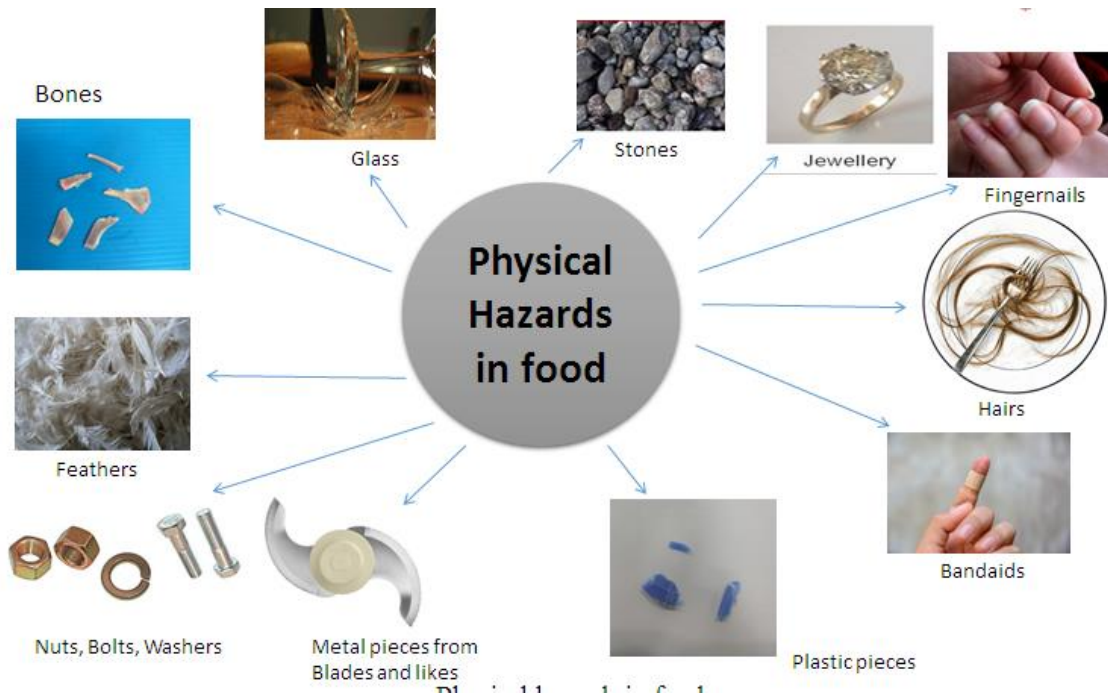 Bones
Glass
Stones
Jewellery
Fingernails
Physical
Hazards
in food
Hairs
Feathers
Bandaids
Nuts, Bolts, Washers
Metal pieces from
Blades and likes
Plastic pieces